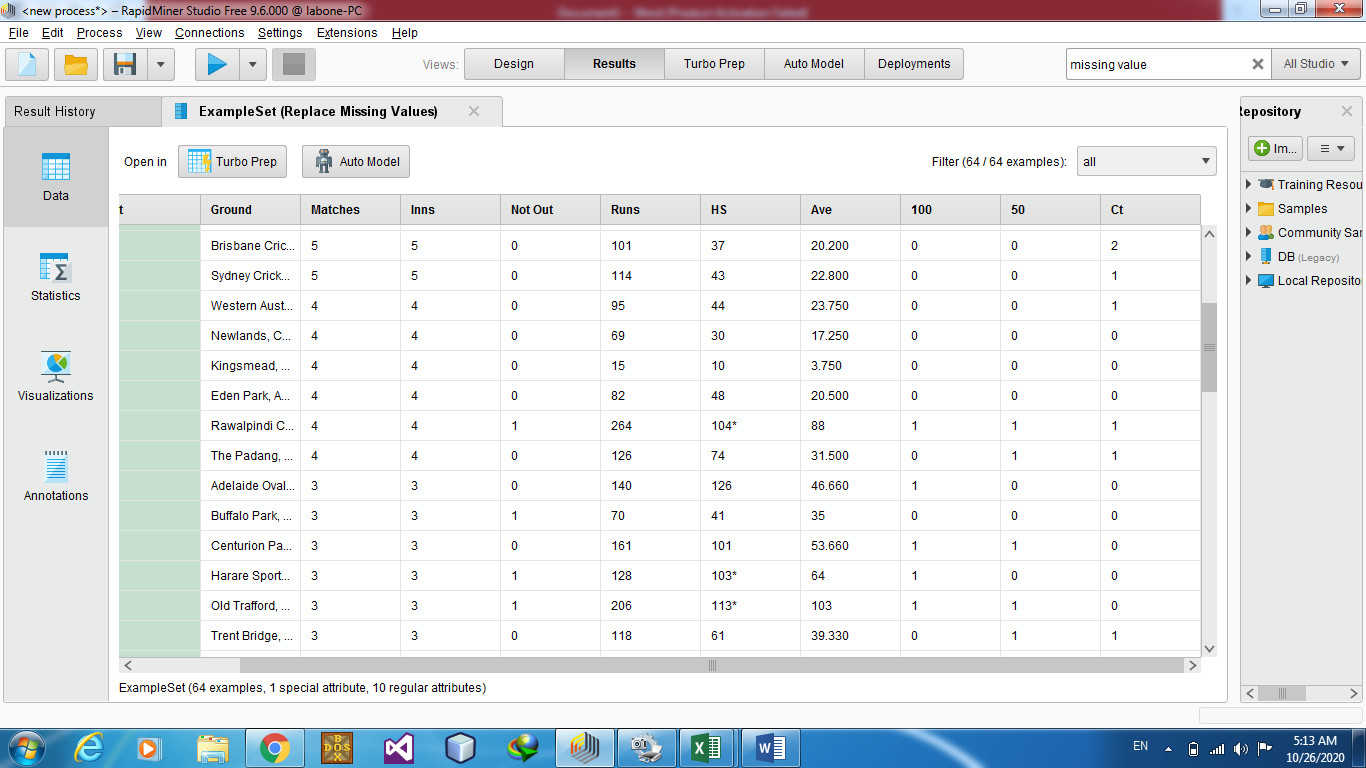 <new process*> – RapidMiner Studio Free 9.6.000 @ labone-PC
File Edit Process View Connections Settings Extensions Help
Views: Design Results Turbo Prep Auto Model Deployments missing value All Studio
Result History ExampleSet (Replace Missing Values) Repository
Open in Turbo Prep Auto Model Filter (64 / 64 examples): all Im...
Data
Statistics
Visualizations
Annotations
t Ground Matches Inns Not Out Runs HS Ave 100 50 Ct
Brisbane Cric... 5 5 0 101 37 20.200 0 0 2
Sydney Crick... 5 5 0 114 43 22.800 0 0 1
Western Aust... 4 4 0 95 44 23.750 0 0 1
Newlands, C... 4 4 0 69 30 17.250 0 0 0
Kingsmead, ... 4 4 0 15 10 3.750 0 0 0
Eden Park, A... 4 4 0 82 48 20.500 0 0 0
Rawalpindi C... 4 4 1 264 104* 88 1 1 1
The Padang, ... 4 4 0 126 74 31.500 0 1 1
Adelaide Oval... 3 3 0 140 126 46.660 1 0 0
Buffalo Park, ... 3 3 1 70 41 35 0 0 0
Centurion Pa... 3 3 0 161 101 53.660 1 1 0
Harare Sport... 3 3 1 128 103* 64 1 0 0
Old Trafford, ... 3 3 1 206 113* 103 1 1 0
Trent Bridge, ... 3 3 0 118 61 39.330 0 1 1
ExampleSet (64 examples, 1 special attribute, 10 regular attributes)
Training Resou
Samples
Community Sam
DB (Legacy)
Local Reposito
EN
5:13 AM
10/26/2020